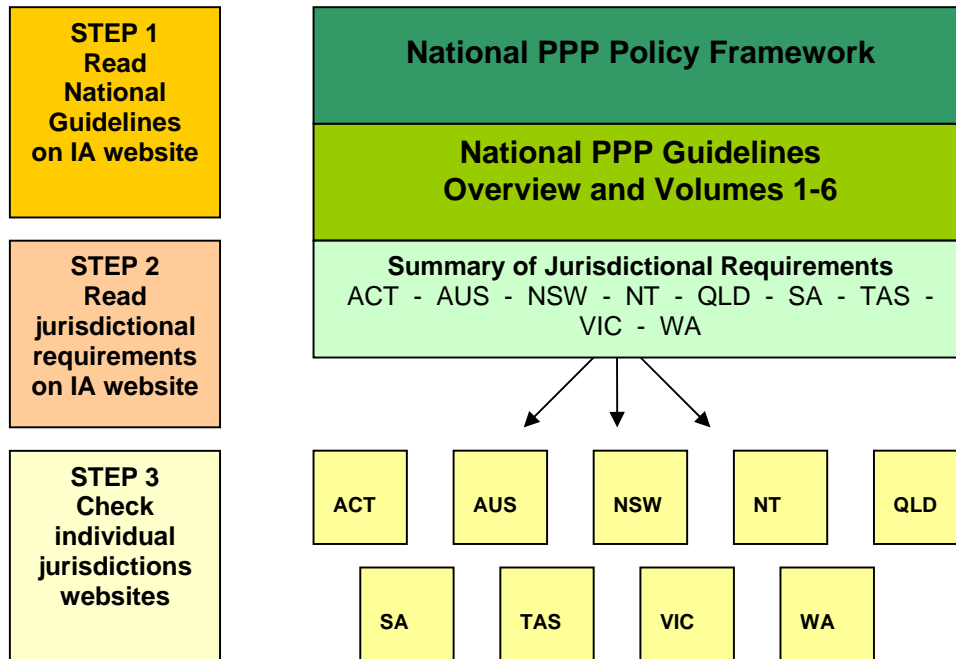 STEP 1
Read
National
Guidelines
on IA website
National PPP Policy Framework
National PPP Guidelines
Overview and Volumes 1-6
STEP 2
Read
jurisdictional
requirements
on IA website
Summary of Jurisdictional Requirements
ACT - AUS - NSW - NT - QLD - SA - TAS -
VIC - WA
STEP 3
Check
individual
jurisdictions
websites
ACT
AUS
NSW
NT
QLD
SA
TAS
VIC
WA